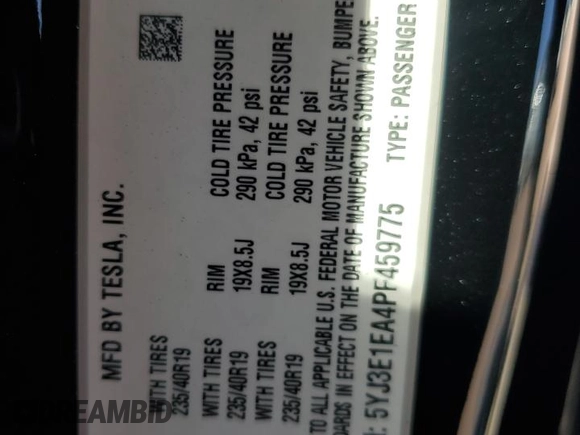 MFD BY TESLA, INC.
WITH TIRES RIM COLD TIRE PRESSURE
235/40R19 19X8.5J 290 kPa, 42 psi
WITH TIRES RIM COLD TIRE PRESSURE
235/40R19 19X8.5J 290 kPa, 42 psi
WITH TIRES
235/40R19
TO ALL APPLICABLE U.S. FEDERAL MOTOR VEHICLE SAFETY, BUMPE
DARDS IN EFFECT ON THE DATE OF MANUFACTURE SHOWN ABOVE.
: 5YJ3E1EA4PF459775 TYPE: PASSENGER
DREAMBID